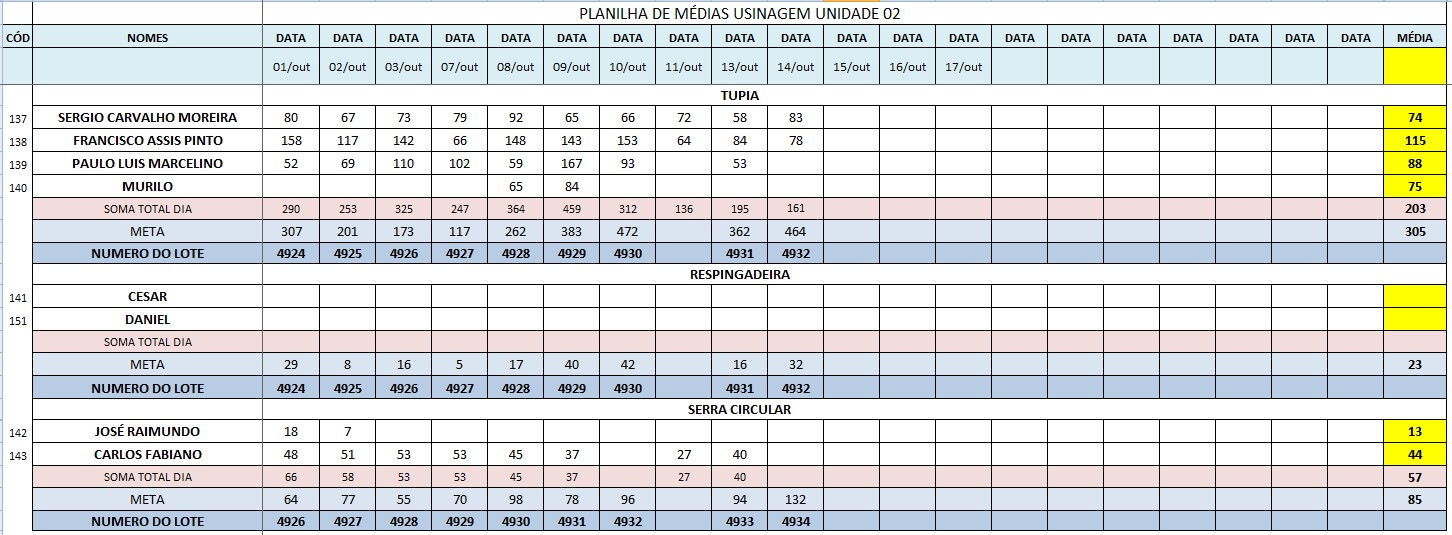 PLANILHA DE MÉDIAS USINAGEM UNIDADE 02
CÓD NOMES DATA DATA DATA DATA DATA DATA DATA DATA DATA DATA DATA DATA DATA DATA DATA DATA DATA DATA DATA DATA MÉDIA
01/out 02/out 03/out 07/out 08/out 09/out 10/out 11/out 13/out 14/out 15/out 16/out 17/out
TUPIA
137 SERGIO CARVALHO MOREIRA 80 67 73 79 92 65 66 72 58 83 74
138 FRANCISCO ASSIS PINTO 158 117 142 66 148 143 153 64 84 78 115
139 PAULO LUIS MARCELINO 52 69 110 102 59 167 93 53 88
140 MURILO 65 84 75
SOMA TOTAL DIA 290 253 325 247 364 459 312 136 195 161 203
META 307 201 173 117 262 383 472 362 464 305
NUMERO DO LOTE 4924 4925 4926 4927 4928 4929 4930 4931 4932
RESPINGADEIRA
141 CESAR
151 DANIEL
SOMA TOTAL DIA
META 29 8 16 5 17 40 42 16 32 23
NUMERO DO LOTE 4924 4925 4926 4927 4928 4929 4930 4931 4932
SERRA CIRCULAR
142 JOSÉ RAIMUNDO 18 7 13
143 CARLOS FABIANO 48 51 53 53 45 37 27 40 44
SOMA TOTAL DIA 66 58 53 53 45 37 27 40 57
META 64 77 55 70 98 78 96 94 132 85
NUMERO DO LOTE 4926 4927 4928 4929 4930 4931 4932 4933 4934